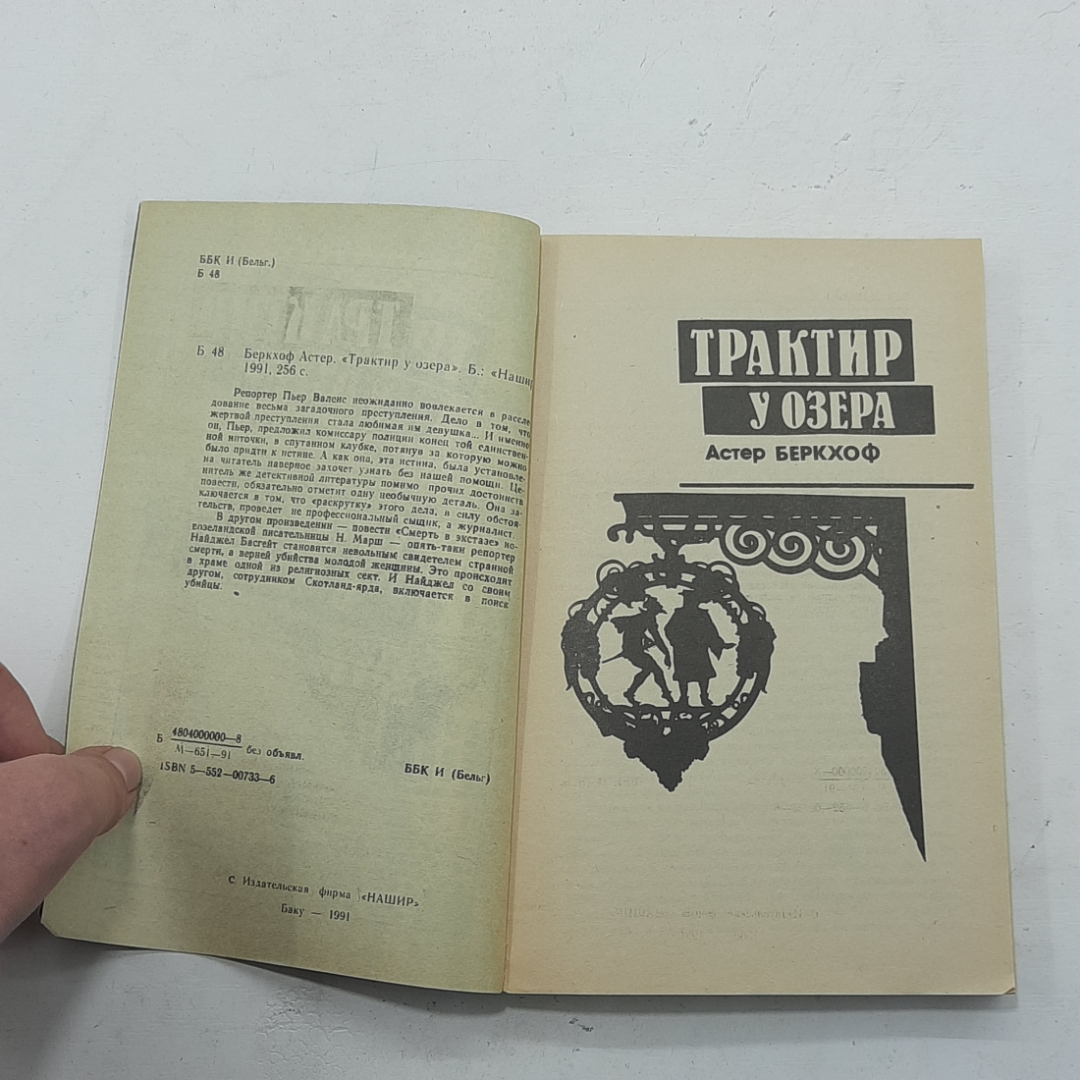 ББК И (Бельг.)
Б 48
Б 48 Беркхоф Астер. «Трактир у озера». Б.: «Нашир
1991, 256 с.
Репортер Пьер Валенс неожиданно вовлекается в рассле-
дование весьма загадочного преступления. Дело в том, что
жертвой преступления стала любимая им девушка... И именно
он, Пьер, предложил комиссару полиции конец той единствен-
ной ниточки, в спутанном клубке, потянув за которую можно
было придти к истине. А как она, эта истина, была установле-
на читатель наверное захочет узнать без нашей помощи. Це-
нитель же детективной литературы помимо прочих достоинств
повести, обязательно отметит одну необычную деталь. Она за-
ключается в том, что «раскрутку» этого дела, в силу обстоя-
тельств, проведет не профессиональный сыщик, а журналист.
В другом произведении — повести «Смерть в экстазе» но-
возеландской писательницы Н. Марш — опять-таки репортер
Найджел Басгейт становится невольным свидетелем странной
смерти, а верней убийства молодой женщины. Это происходит
в храме одной из религиозных сект. И Найджел со своим
другом, сотрудником Скотланд-ярда, включается в поиск
убийцы.
Б 4804000000—8
М—651—91 без объявл.
ISBN 5—552—00733—6
ББК И (Бельг)
С Издательская фирма «НАШИР»
Баку — 1991
ТРАКТИР
У ОЗЕРА
Астер БЕРКХОФ